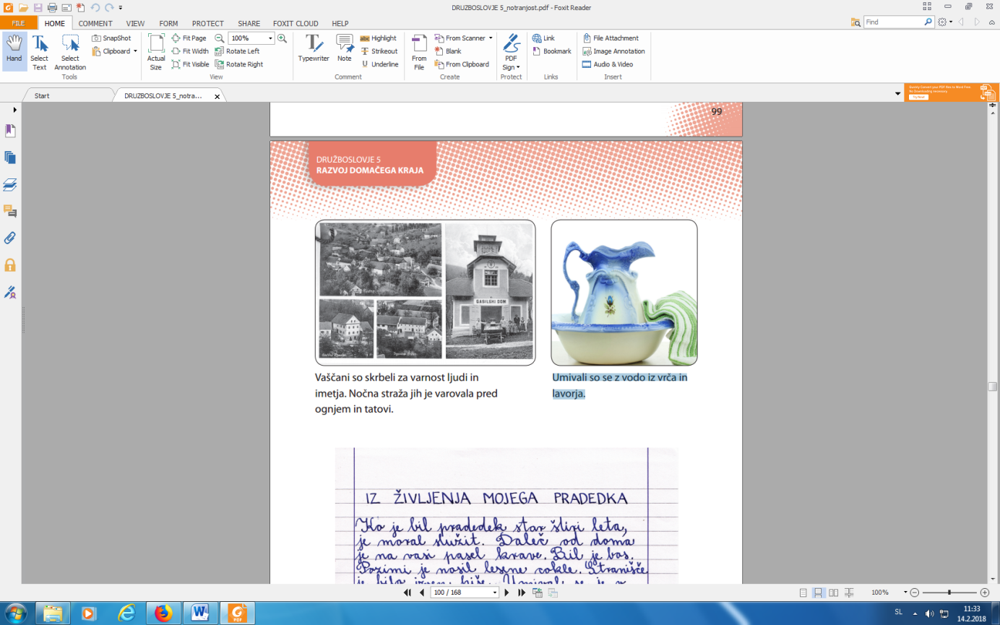 DRUZBOSLOVJE 5_notranjost.pdf - Foxit Reader
FILE HOME COMMENT VIEW FORM PROTECT SHARE FOXIT CLOUD HELP
Find
Hand
Select Text
Select Annotation
SnapShot
Clipboard
Tools
Actual Size
Fit Page
Fit Width
Fit Visible
100%
Rotate Left
Rotate Right
View
Typewriter
Note
Highlight
Strikeout
Underline
Comment
From File
From Scanner
Blank
From Clipboard
Create
PDF Sign
Protect
Link
Bookmark
Links
File Attachment
Image Annotation
Audio & Video
Insert
Start
DRUZBOSLOVJE 5_notra...
99
DRUŽBOSLOVJE 5
RAZVOJ DOMAČEGA KRAJA
GASILSKI DOM
Vaščani so skrbeli za varnost ljudi in
imetja. Nočna straža jih je varovala pred
ognjem in tatovi.
Umivali so se z vodo iz vrča in
lavorja.
IZ ŽIVLJENJA MOJEGA PRADEDKA
Ko je bil pradedek star štiri leta,
je moral služit. Daleč od doma
je na vasi pasel krave. Bil je bos.
Pozimi je nosil lesene cokle. Stranišče
100 / 168
100%
SL
11:33
14.2.2018